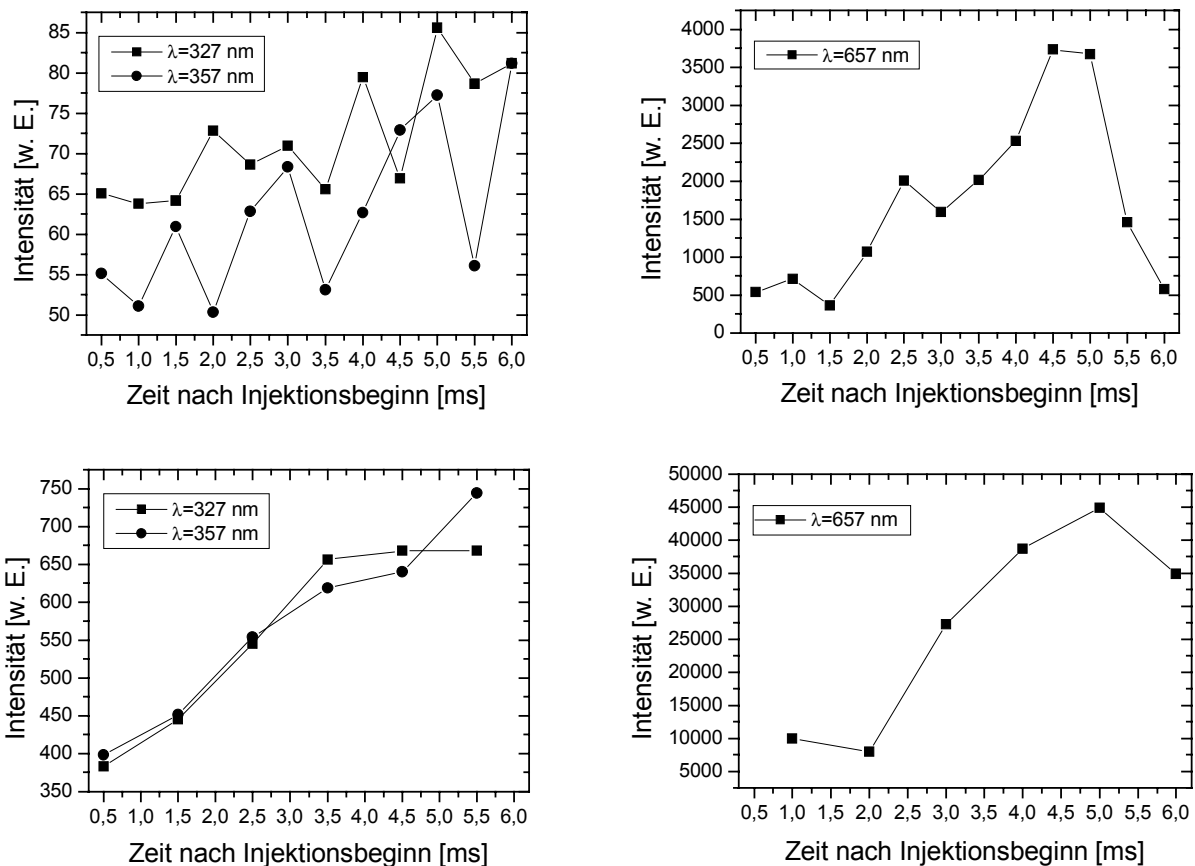 λ=327 nm
λ=357 nm
Intensität [w. E.]
85
80
75
70
65
60
55
50
0,5 1,0 1,5 2,0 2,5 3,0 3,5 4,0 4,5 5,0 5,5 6,0
Zeit nach Injektionsbeginn [ms]
λ=657 nm
Intensität [w. E.]
4000
3500
3000
2500
2000
1500
1000
500
0
0,5 1,0 1,5 2,0 2,5 3,0 3,5 4,0 4,5 5,0 5,5 6,0
Zeit nach Injektionsbeginn [ms]
λ=327 nm
λ=357 nm
Intensität [w. E.]
750
700
650
600
550
500
450
400
350
0,5 1,0 1,5 2,0 2,5 3,0 3,5 4,0 4,5 5,0 5,5 6,0
Zeit nach Injektionsbeginn [ms]
λ=657 nm
Intensität [w. E.]
50000
45000
40000
35000
30000
25000
20000
15000
10000
5000
0,5 1,0 1,5 2,0 2,5 3,0 3,5 4,0 4,5 5,0 5,5 6,0
Zeit nach Injektionsbeginn [ms]